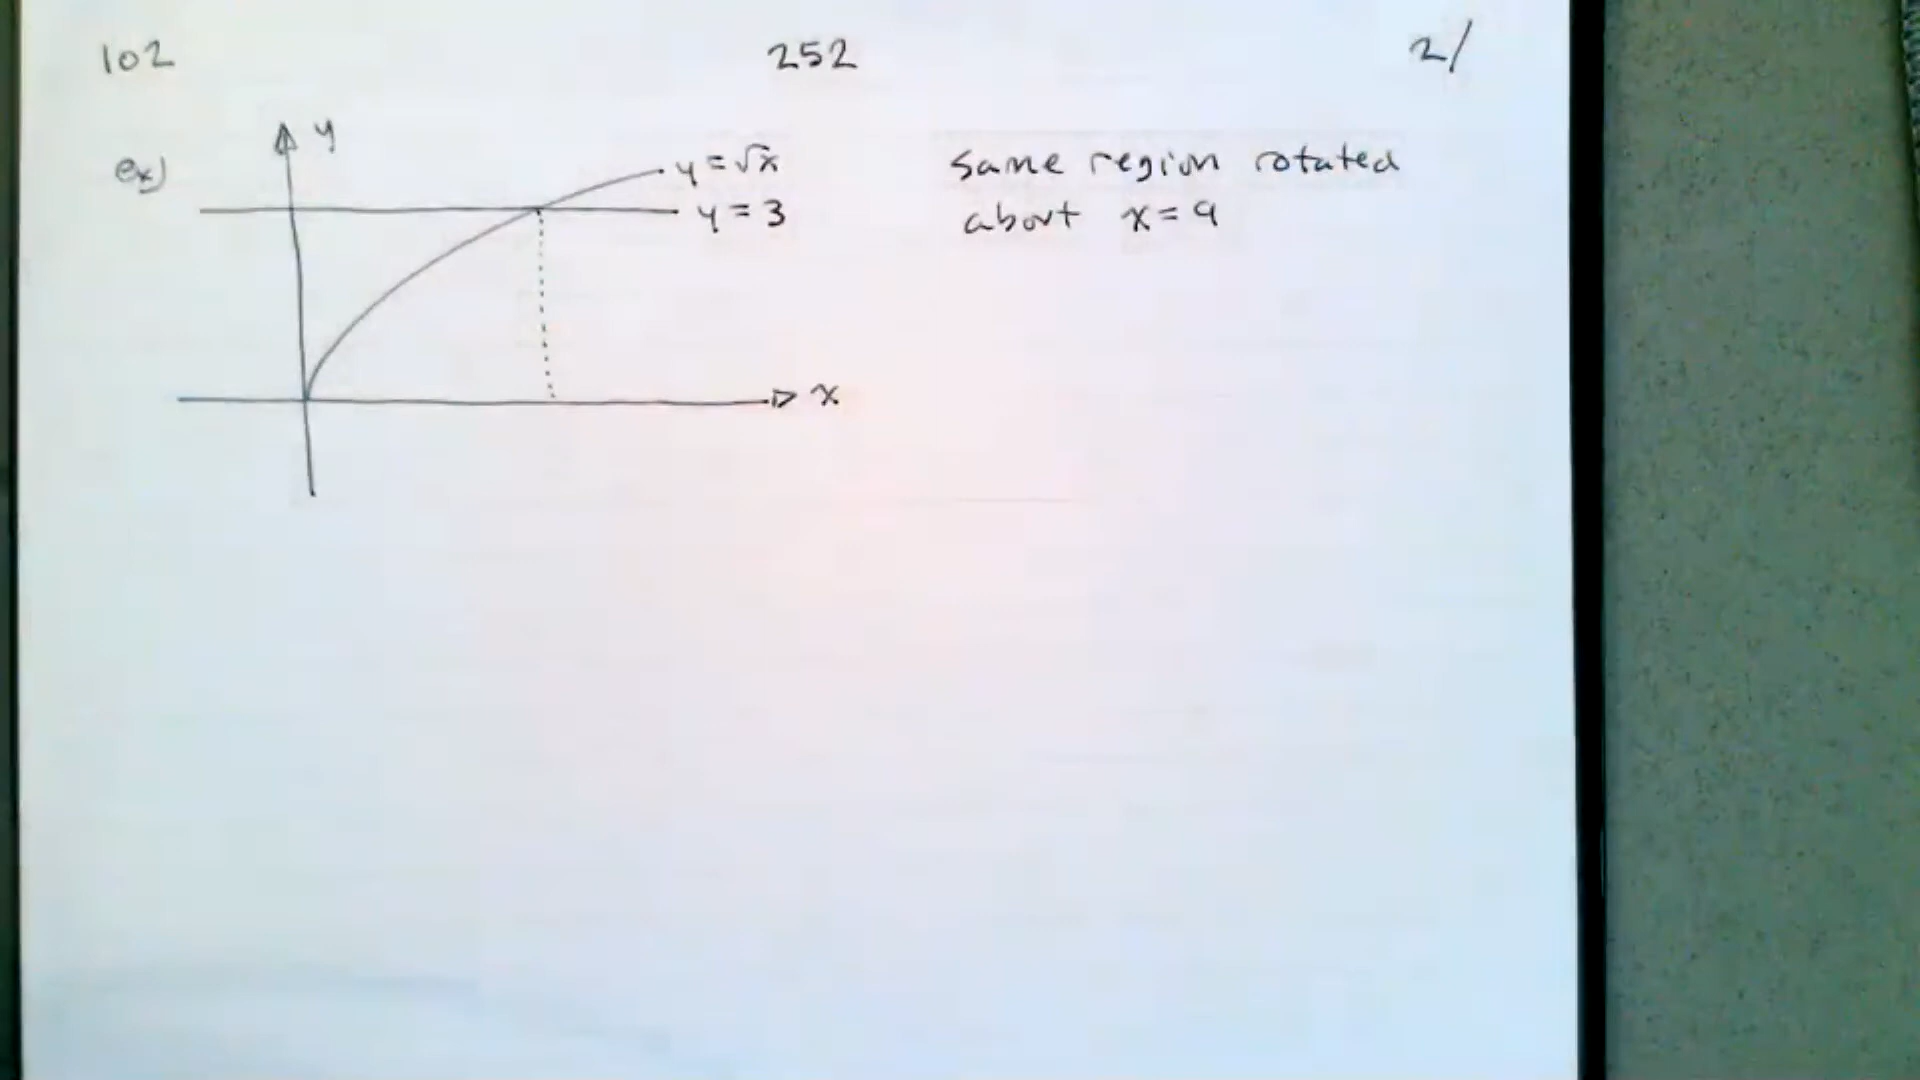 102 252 2/
ex) y
y = √x
y = 3
x
same region rotated
about x = 9